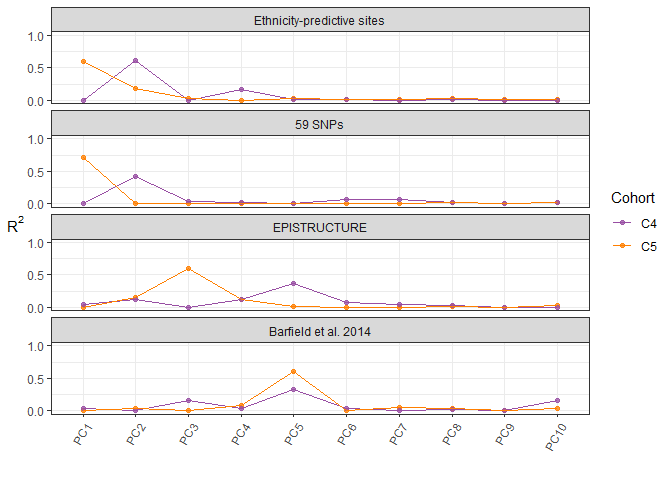 Ethnicity-predictive sites
1.0
0.5
0.0
59 SNPs
1.0
0.5
0.0
EPISTRUCTURE
1.0
0.5
0.0
Barfield et al. 2014
1.0
0.5
0.0
R²
PC1 PC2 PC3 PC4 PC5 PC6 PC7 PC8 PC9 PC10
Cohort
C4
C5